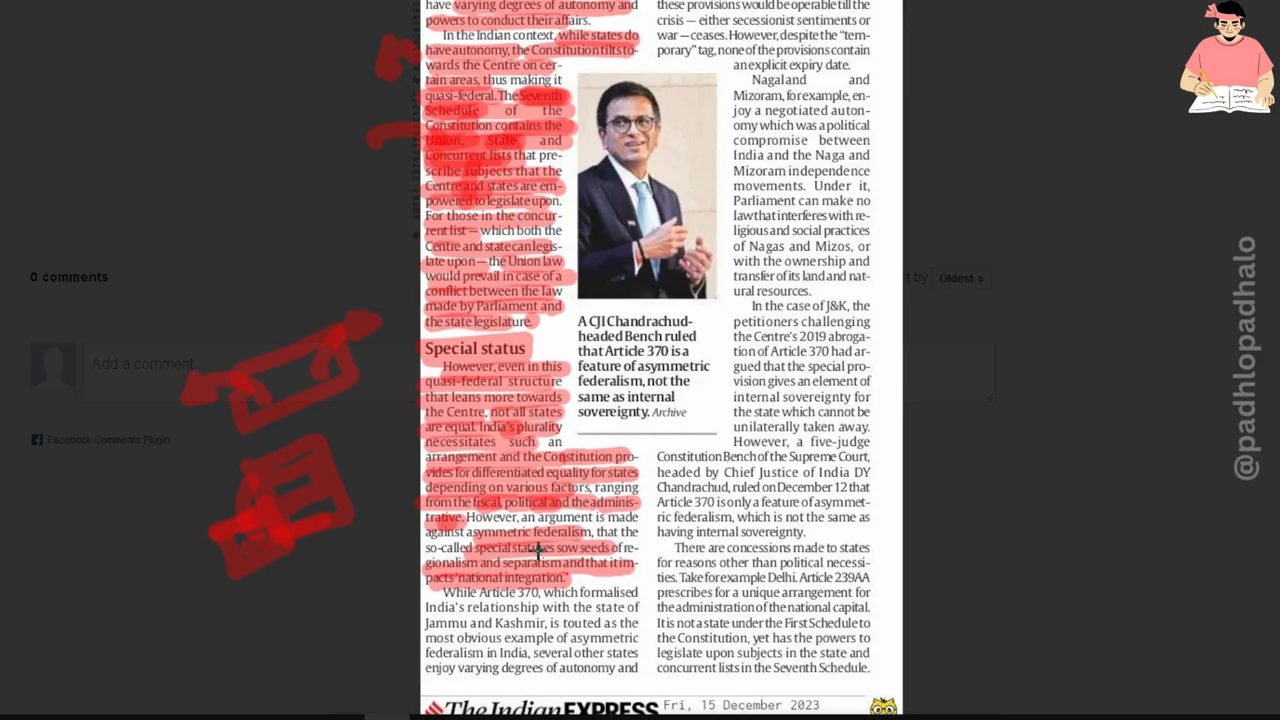 have varying degrees of autonomy and
powers to conduct their affairs.
In the Indian context, while states do
have autonomy, the Constitution tilts to-
wards the Centre on cer-
tain areas, thus making it
quasi-federal. The Seventh
Schedule of the
Constitution contains the
Union, State and
Concurrent lists that pre-
scribe subjects that the
Centre and states are em-
powered to legislate upon.
For those in the concur-
rent list — which both the
Centre and state can legis-
late upon — the Union law
would prevail in case of a
conflict between the law
made by Parliament and
the state legislature.
Special status
However, even in this
quasi-federal structure
that leans more towards
the Centre, not all states
are equal. India's plurality
necessitates such an
arrangement and the Constitution pro-
vides for differentiated equality for states
depending on various factors, ranging
from the fiscal, political and the adminis-
trative. However, an argument is made
against asymmetric federalism, that the
so-called special statuses sow seeds of re-
gionalism and separatism and that it im-
pacts 'national integration.'
While Article 370, which formalised
India's relationship with the state of
Jammu and Kashmir, is touted as the
most obvious example of asymmetric
federalism in India, several other states
enjoy varying degrees of autonomy and
A CJI Chandrachud-
headed Bench ruled
that Article 370 is a
feature of asymmetric
federalism, not the
same as internal
sovereignty. Archive
these provisions would be operable till the
crisis — either secessionist sentiments or
war — ceases. However, despite the "tem-
porary" tag, none of the provisions contain
an explicit expiry date.
Nagaland and
Mizoram, for example, en-
joy a negotiated auton-
omy which was a political
compromise between
India and the Naga and
Mizoram independence
movements. Under it,
Parliament can make no
law that interferes with re-
ligious and social practices
of Nagas and Mizos, or
with the ownership and
transfer of its land and nat-
ural resources.
In the case of J&K, the
petitioners challenging
the Centre's 2019 abroga-
tion of Article 370 had ar-
gued that the special pro-
vision gives an element of
internal sovereignty for
the state which cannot be
unilaterally taken away.
However, a five-judge
Constitution Bench of the Supreme Court,
headed by Chief Justice of India DY
Chandrachud, ruled on December 12 that
Article 370 is only a feature of asymmet-
ric federalism, which is not the same as
having internal sovereignty.
There are concessions made to states
for reasons other than political necessi-
ties. Take for example Delhi. Article 239AA
prescribes for a unique arrangement for
the administration of the national capital.
It is not a state under the First Schedule to
the Constitution, yet has the powers to
legislate upon subjects in the state and
concurrent lists in the Seventh Schedule.
The Indian EXPRESS
Fri, 15 December 2023
0 comments
by Oldest
Add a comment...
Facebook Comments Plugin
@padhlopadhalo